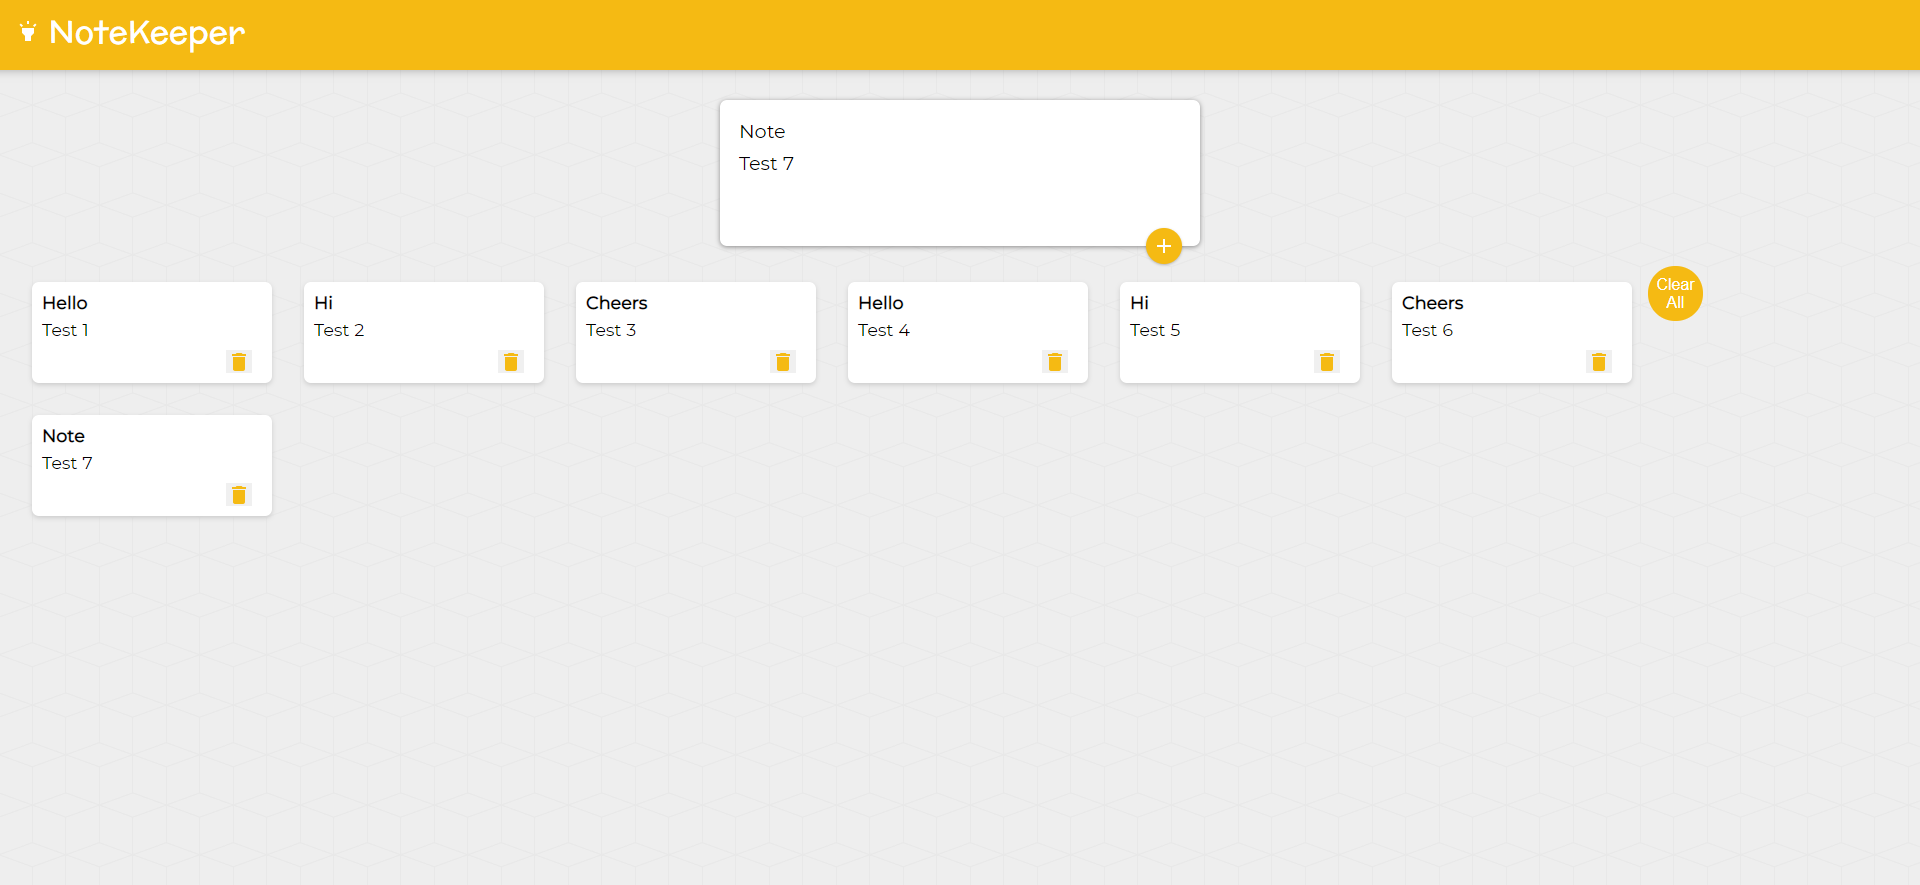 NoteKeeper
Note
Test 7
Hello
Test 1
Hi
Test 2
Cheers
Test 3
Hello
Test 4
Hi
Test 5
Cheers
Test 6
Clear
All
Note
Test 7